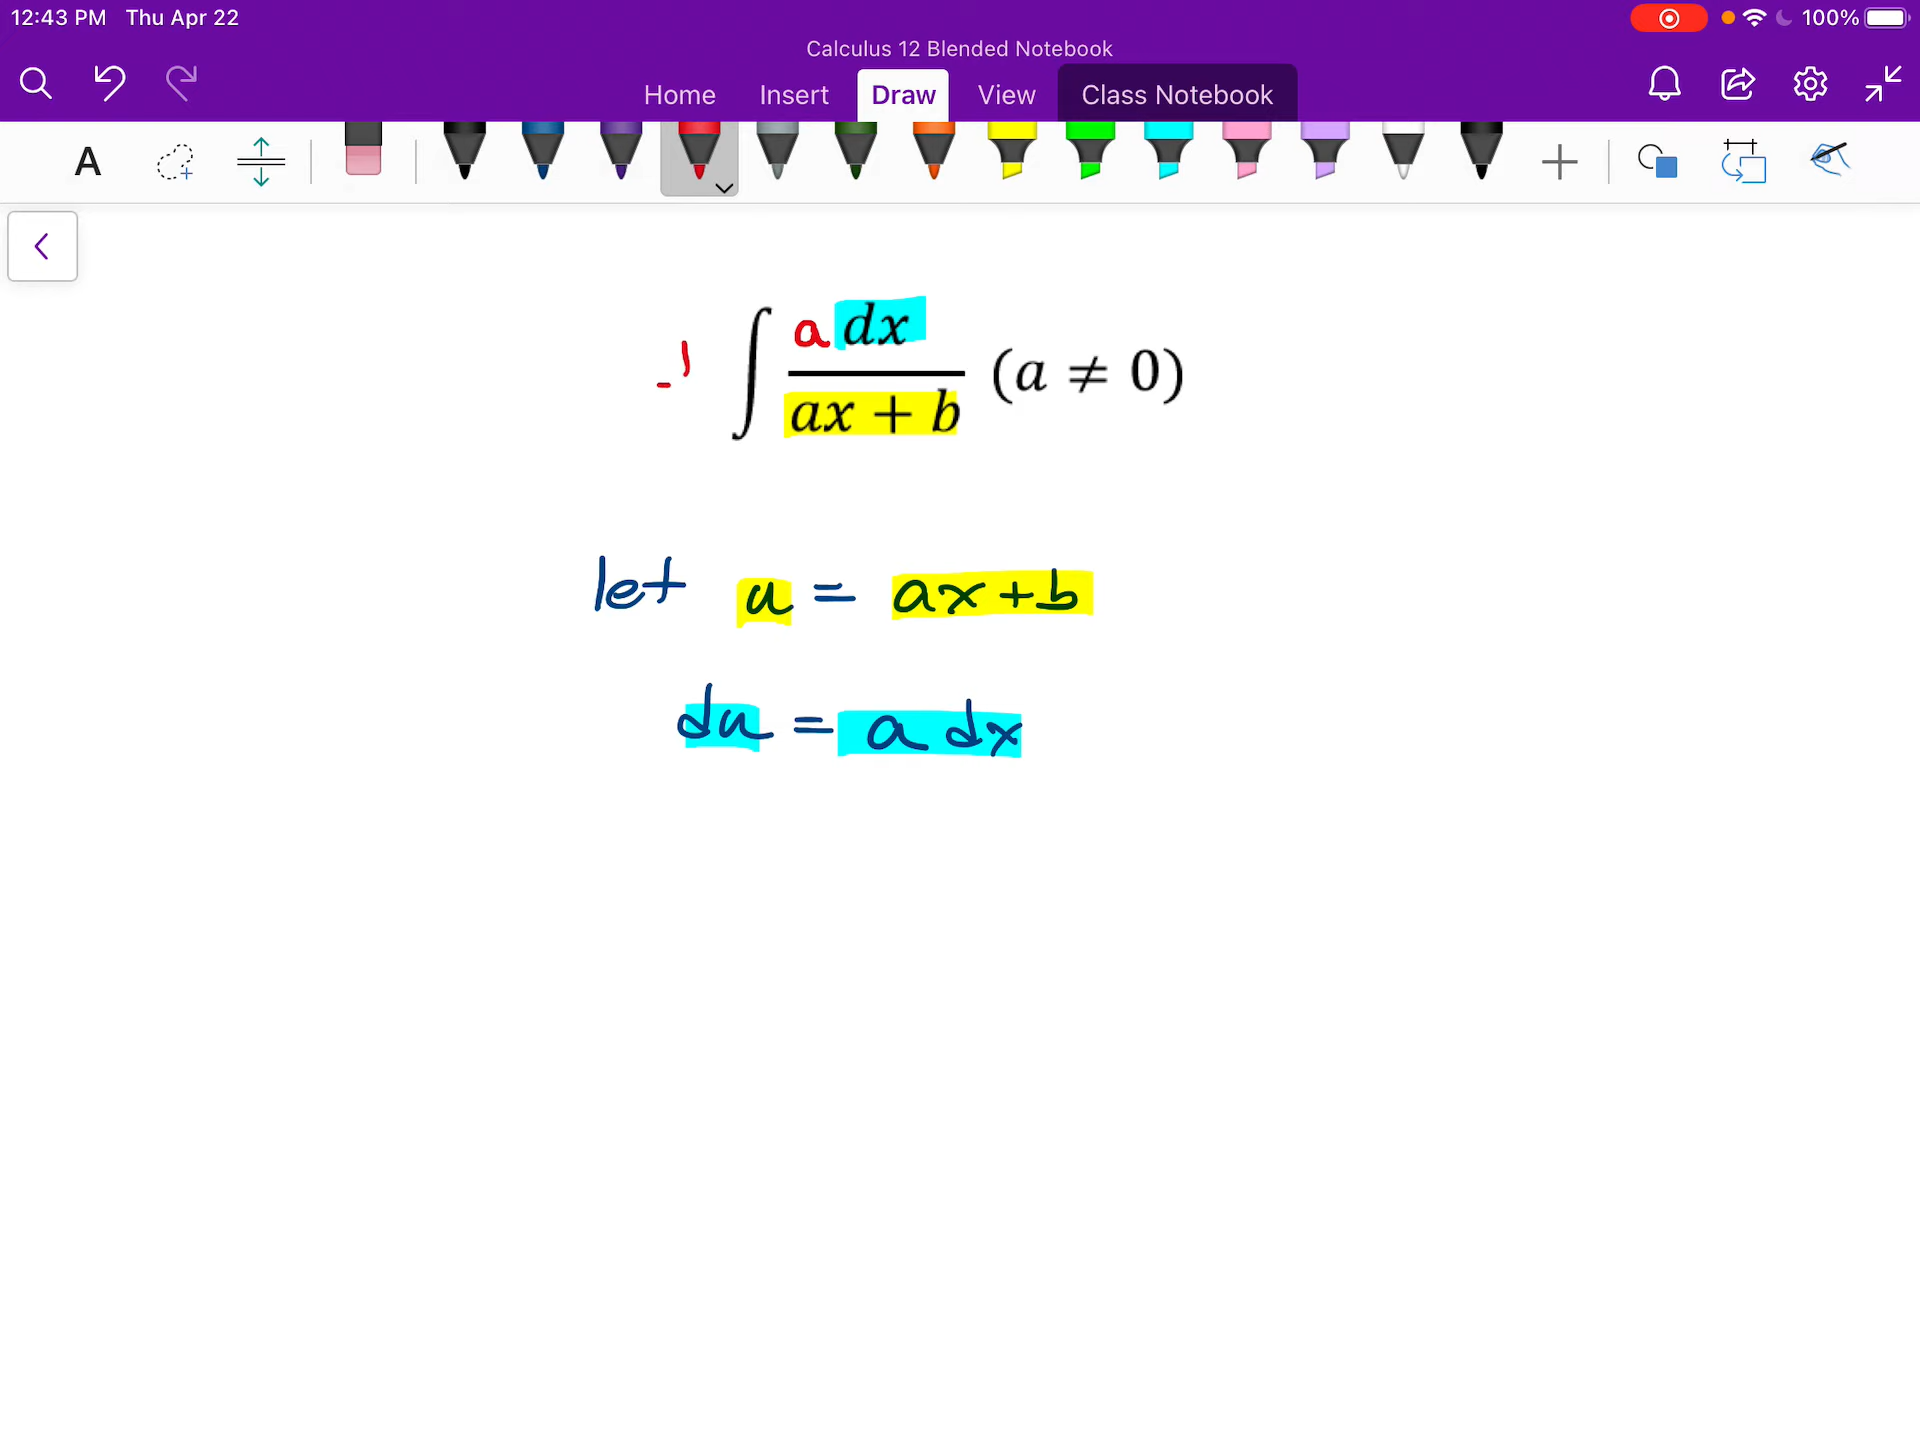 12:43 PM Thu Apr 22 100%
Calculus 12 Blended Notebook
Home Insert Draw View Class Notebook
A
-1 ∫ a dx / ax + b (a ≠ 0)
let u = ax + b
du = a dx